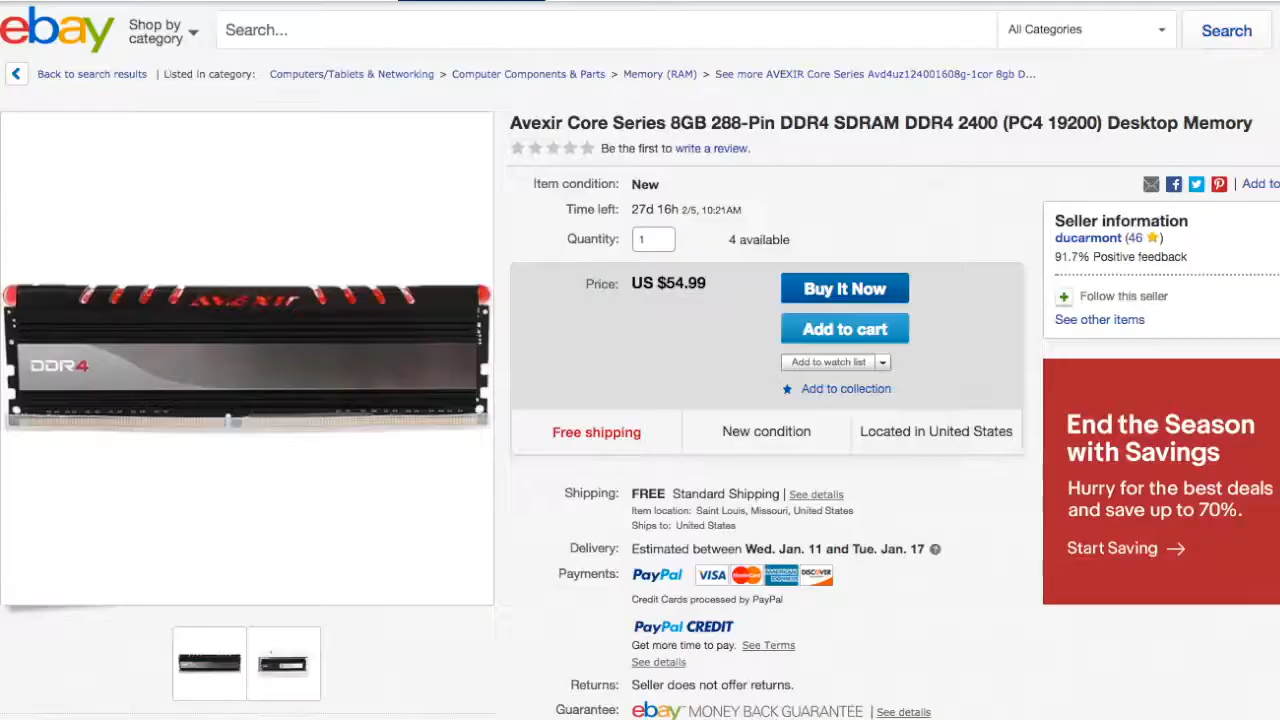 ebay
Shop by
category
Search...
All Categories
Search
Back to search results | Listed in category: Computers/Tablets & Networking > Computer Components & Parts > Memory (RAM) > See more AVEXIR Core Series Avd4uz124001608g-1cor 8gb D...
Avexir Core Series 8GB 288-Pin DDR4 SDRAM DDR4 2400 (PC4 19200) Desktop Memory
Be the first to write a review.
Item condition: New
| Add to
Time left: 27d 16h 2/5, 10:21AM
Quantity: 1 4 available
Price: US $54.99
Buy It Now
Add to cart
Add to watch list
Add to collection
Free shipping
New condition
Located in United States
Seller information
ducarmont (46 )
91.7% Positive feedback
Follow this seller
See other items
AVEXIR
DDR4
End the Season
with Savings
Hurry for the best deals
and save up to 70%.
Start Saving →
Shipping: FREE Standard Shipping | See details
Item location: Saint Louis, Missouri, United States
Ships to: United States
Delivery: Estimated between Wed. Jan. 11 and Tue. Jan. 17 ?
Payments: PayPal VISA MasterCard AMERICAN EXPRESS DISCOVER
Credit Cards processed by PayPal
PayPal CREDIT
Get more time to pay. See Terms
See details
Returns: Seller does not offer returns.
Guarantee: ebay™ MONEY BACK GUARANTEE | See details